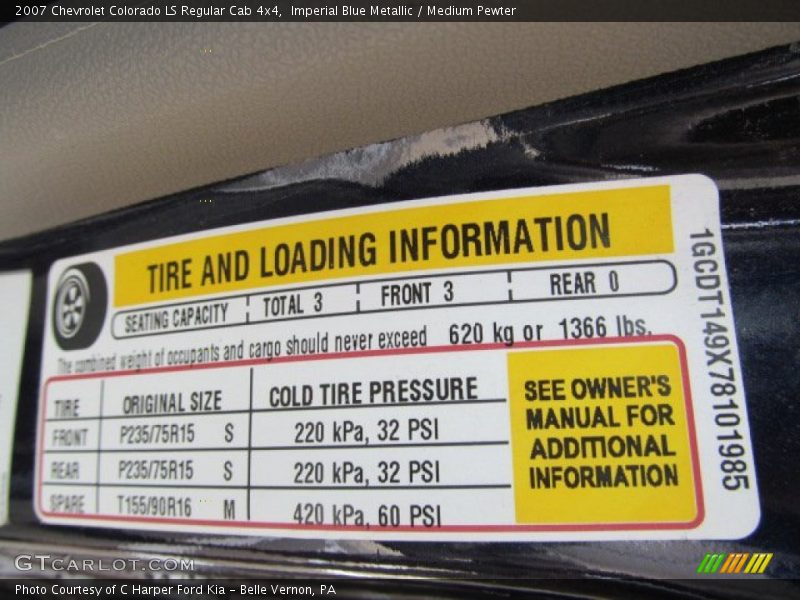 2007 Chevrolet Colorado LS Regular Cab 4x4, Imperial Blue Metallic / Medium Pewter
TIRE AND LOADING INFORMATION
SEATING CAPACITY TOTAL 3 FRONT 3 REAR 0
The combined weight of occupants and cargo should never exceed 620 kg or 1366 lbs.
TIRE ORIGINAL SIZE COLD TIRE PRESSURE
FRONT P235/75R15 S 220 kPa, 32 PSI
REAR P235/75R15 S 220 kPa, 32 PSI
SPARE T155/90R16 M 420 kPa, 60 PSI
SEE OWNER'S
MANUAL FOR
ADDITIONAL
INFORMATION
1GCDT149X78101985
GTCARLOT.COM
Photo Courtesy of C Harper Ford Kia - Belle Vernon, PA